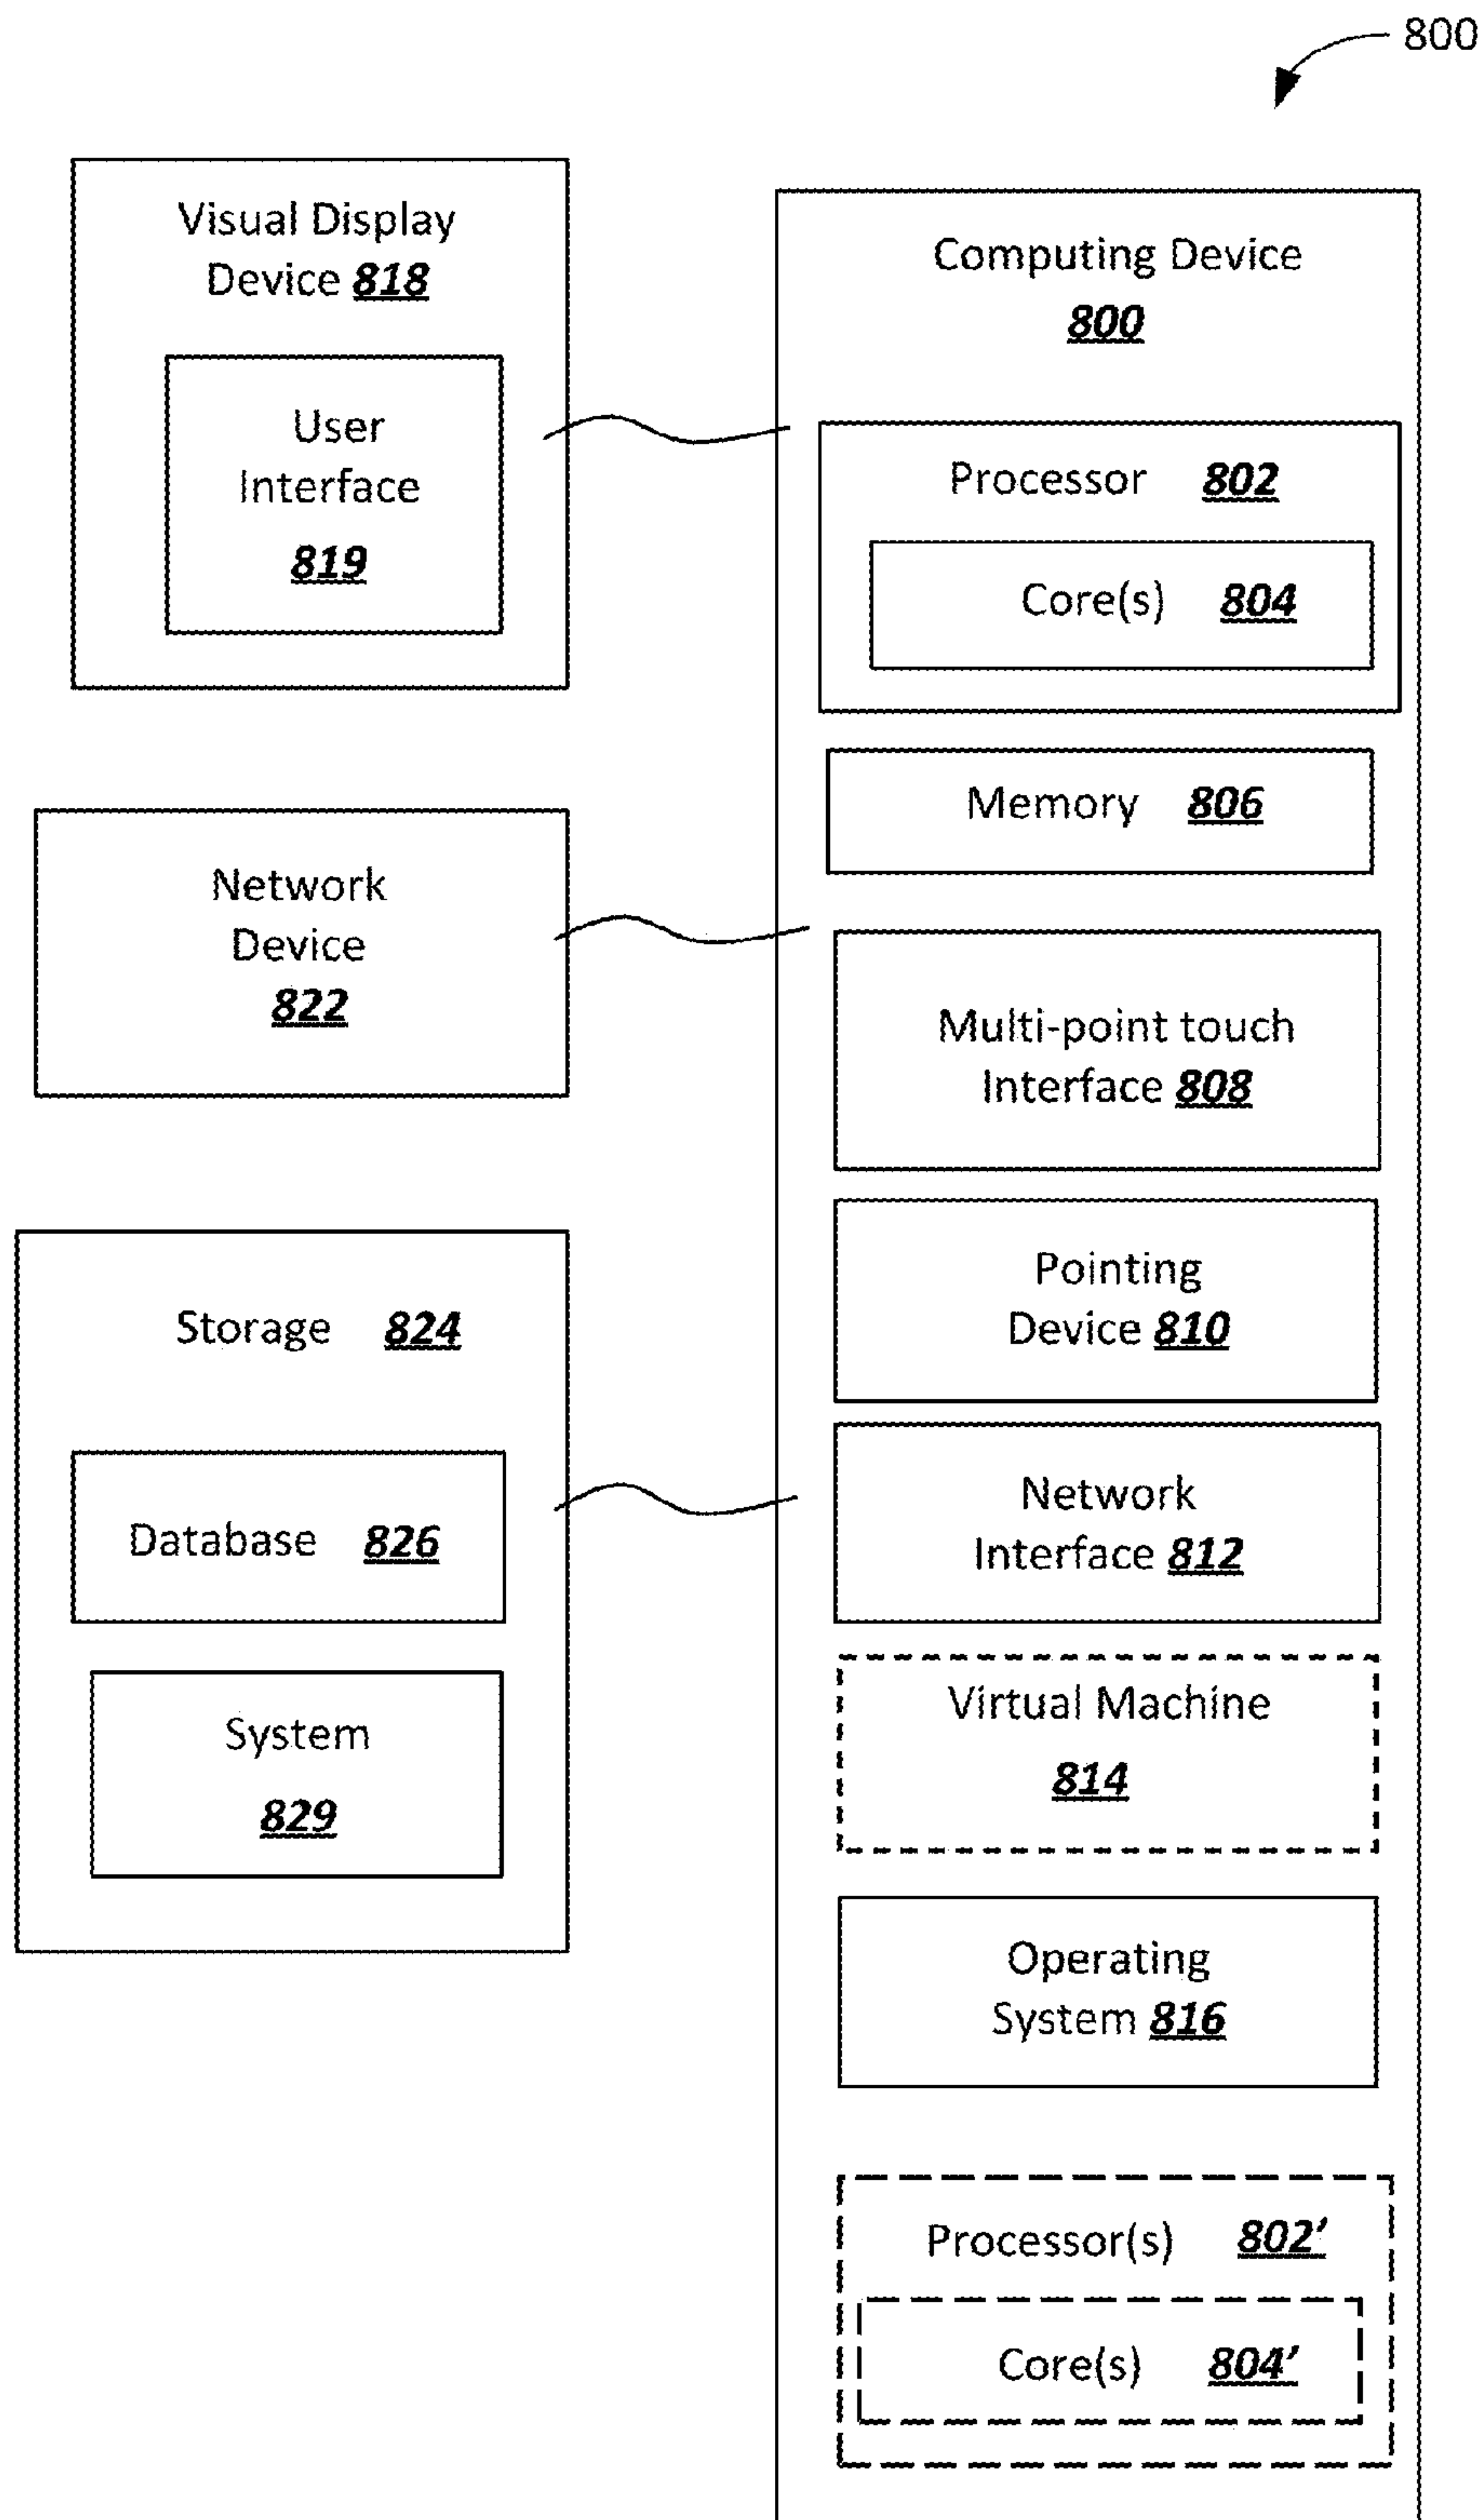 800
Visual Display
Device 818
User
Interface
819
Network
Device
822
Storage 824
Database 826
System
829
Computing Device
800
Processor 802
Core(s) 804
Memory 806
Multi-point touch
Interface 808
Pointing
Device 810
Network
Interface 812
Virtual Machine
814
Operating
System 816
Processor(s) 802’
Core(s) 804’